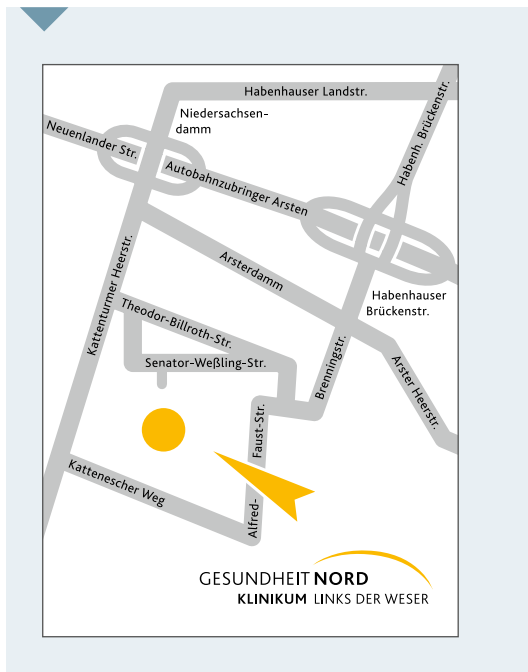 Habenhauser Landstr.
Niedersachsen-
damm
Neuenlander Str.
Habenh. Brückenstr.
Autobahnzubringer Arsten
Arsterdamm
Kattenturmer Heerstr.
Habenhauser
Brückenstr.
Theodor-Billroth-Str.
Senator-Weßling-Str.
Brenningstr.
Arster Heerstr.
Alfred-
Faust-Str.
Kattenescher Weg
GESUNDHEIT NORD
KLINIKUM LINKS DER WESER